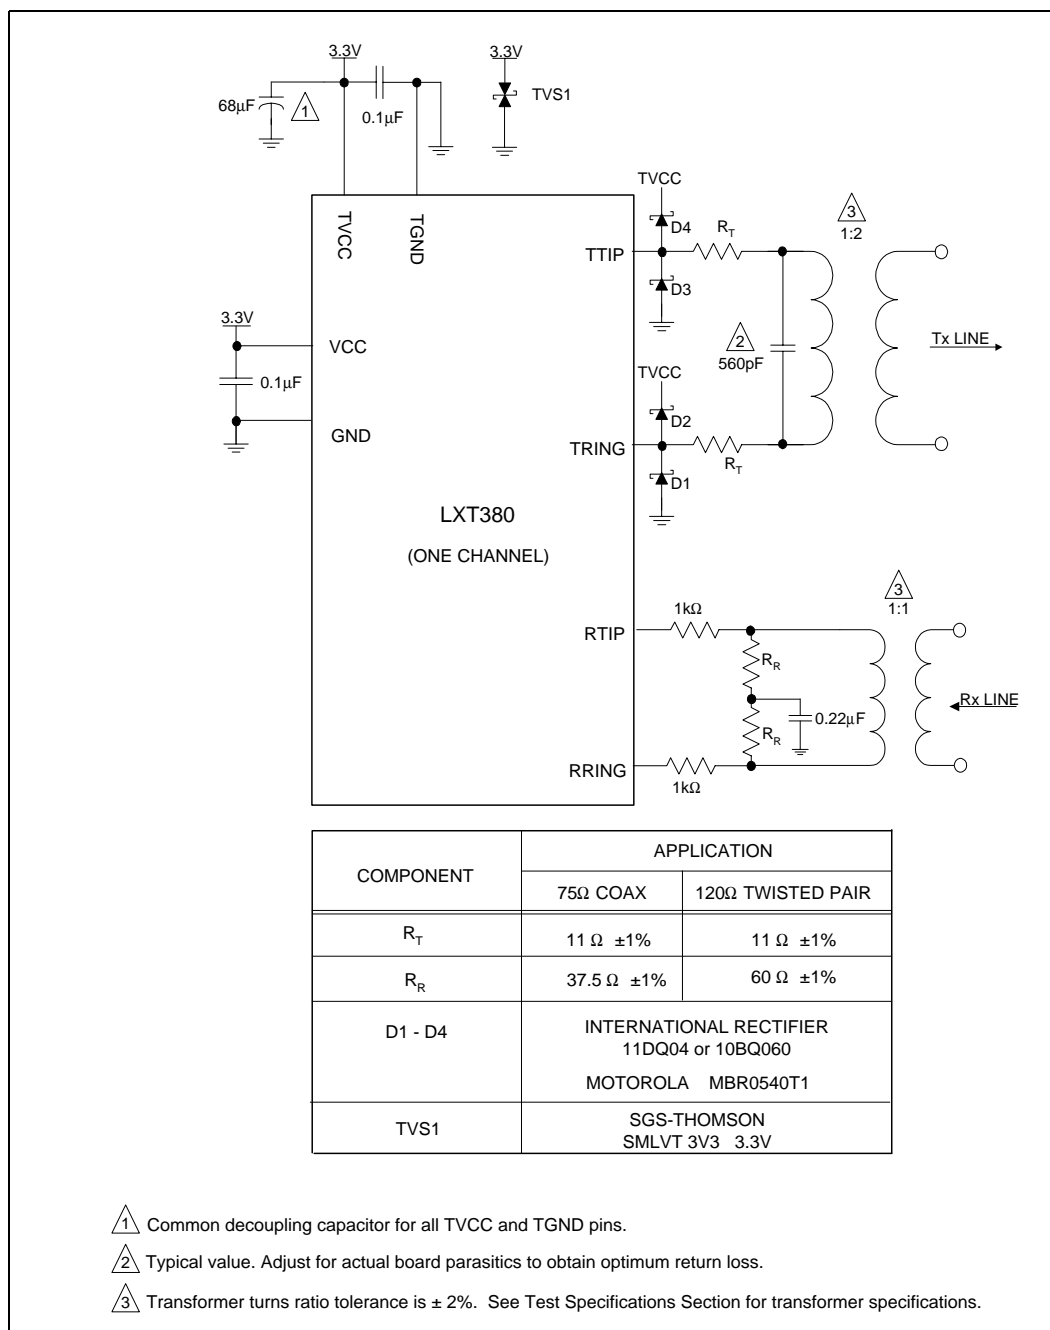 3.3V
3.3V
68µF
1
0.1µF
TVS1
TVCC
TGND
TVCC
D4
TTIP
D3
R_T
3
1:2
3.3V
VCC
0.1µF
GND
2
560pF
Tx LINE
TVCC
D2
TRING
D1
R_T
LXT380
(ONE CHANNEL)
3
1:1
1kΩ
RTIP
R_R
0.22µF
R_R
Rx LINE
RRING
1kΩ
COMPONENT
APPLICATION
75Ω COAX
120Ω TWISTED PAIR
R_T
11 Ω ±1%
11 Ω ±1%
R_R
37.5 Ω ±1%
60 Ω ±1%
D1 - D4
INTERNATIONAL RECTIFIER
11DQ04 or 10BQ060
MOTOROLA MBR0540T1
TVS1
SGS-THOMSON
SMLVT 3V3 3.3V
1 Common decoupling capacitor for all TVCC and TGND pins.
2 Typical value. Adjust for actual board parasitics to obtain optimum return loss.
3 Transformer turns ratio tolerance is ± 2%. See Test Specifications Section for transformer specifications.